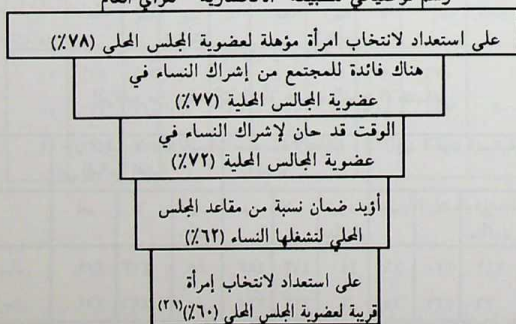 على استعداد لانتخاب امرأة مؤهلة لعضوية المجلس المحلي (٧٨٪)
هناك فائدة للمجتمع من إشراك النساء في
عضوية المجالس المحلية (٧٧٪)
الوقت قد حان لإشراك النساء في
عضوية المجالس المحلية (٧٢٪)
أؤيد ضمان نسبة من مقاعد المجلس
المحلي لتشغلها النساء (٦٢٪)
على استعداد لانتخاب إمرأة
قريبة لعضوية المجلس المحلي (٦٠٪)(٢٦)